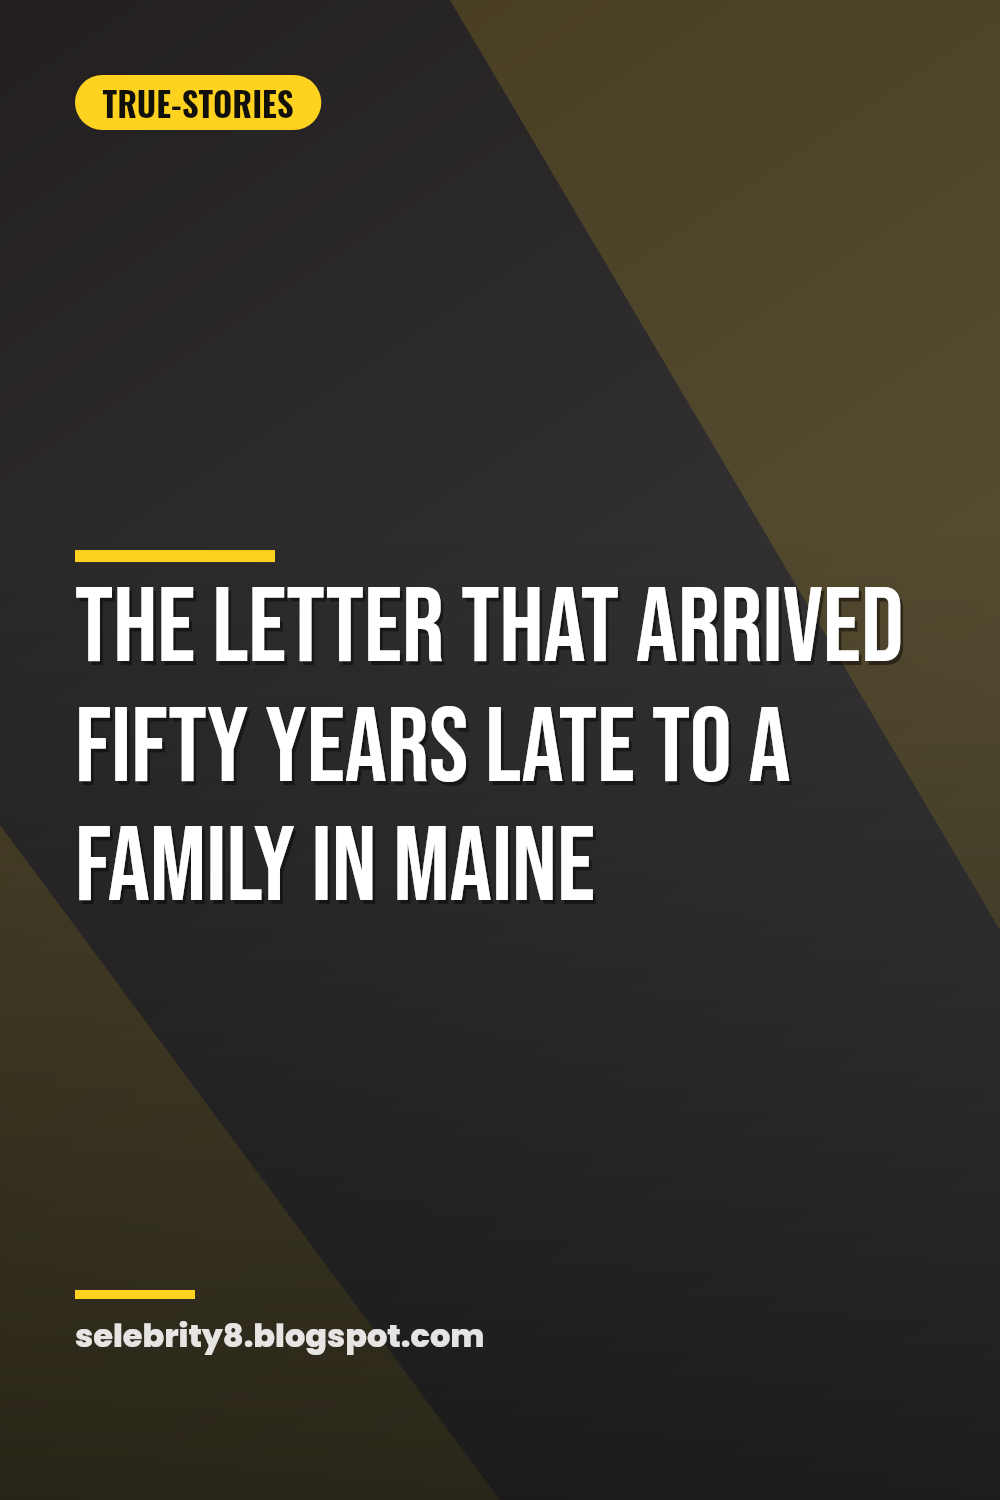 TRUE-STORIES
THE LETTER THAT ARRIVED
FIFTY YEARS LATE TO A
FAMILY IN MAINE
selebrity8.blogspot.com